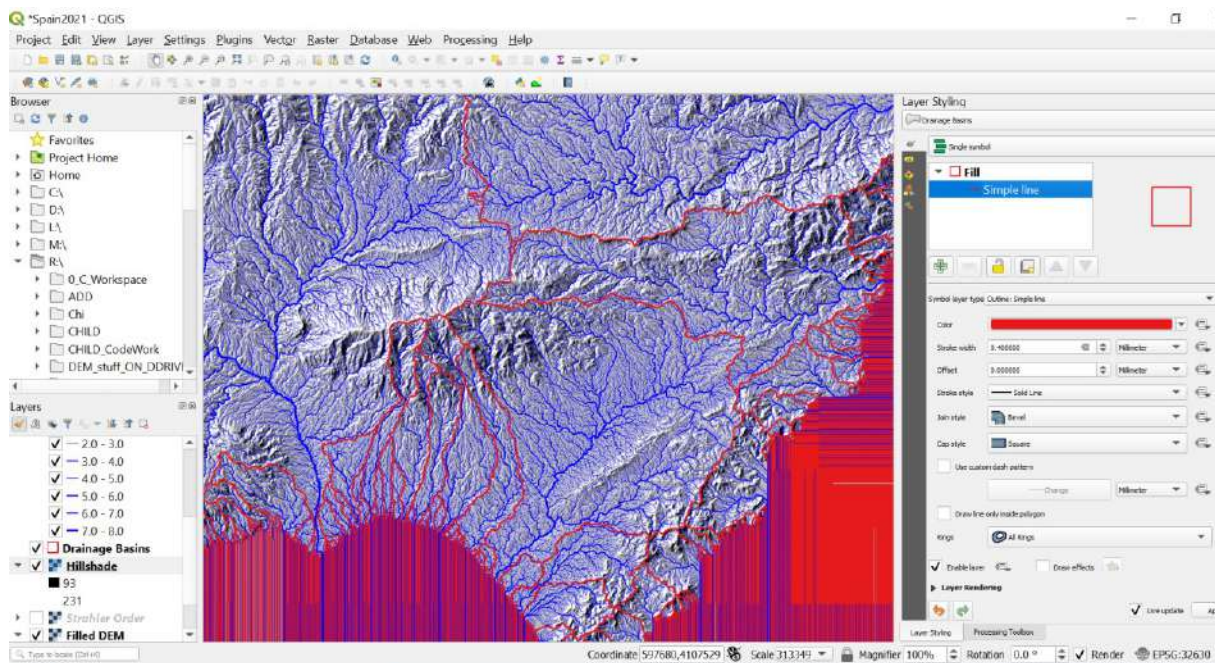 *Spain2021 - QGIS
Project Edit View Layer Settings Plugins Vector Raster Database Web Processing Help
Browser
Favorites
Project Home
Home
C:\
D:\
L:\
M:\
R:\
0_C_Workspace
ADD
Chi
CHILD
CHILD_CodeWork
DEM_stuff_ON_DDRIVE
Layers
2.0 - 3.0
3.0 - 4.0
4.0 - 5.0
5.0 - 6.0
6.0 - 7.0
7.0 - 8.0
Drainage Basins
Hillshade
93
231
Strahler Order
Filled DEM
Layer Styling
Drainage Basins
Single symbol
Fill
Simple line
Symbol layer type Outline: Simple line
Color
Stroke width 0.400000 Millimeter
Offset 0.000000 Millimeter
Stroke style Solid Line
Join style Bevel
Cap style Square
Use custom dash pattern
Change Millimeter
Draw line only inside polygon
Rings All Rings
Enable layer Draw effects
Layer Rendering
Live update Ap
Layer Styling Processing Toolbox
Type to locate (Ctrl+K) Coordinate 597680,4107529 Scale 313349 Magnifier 100% Rotation 0.0 ° Render EPSG:32630